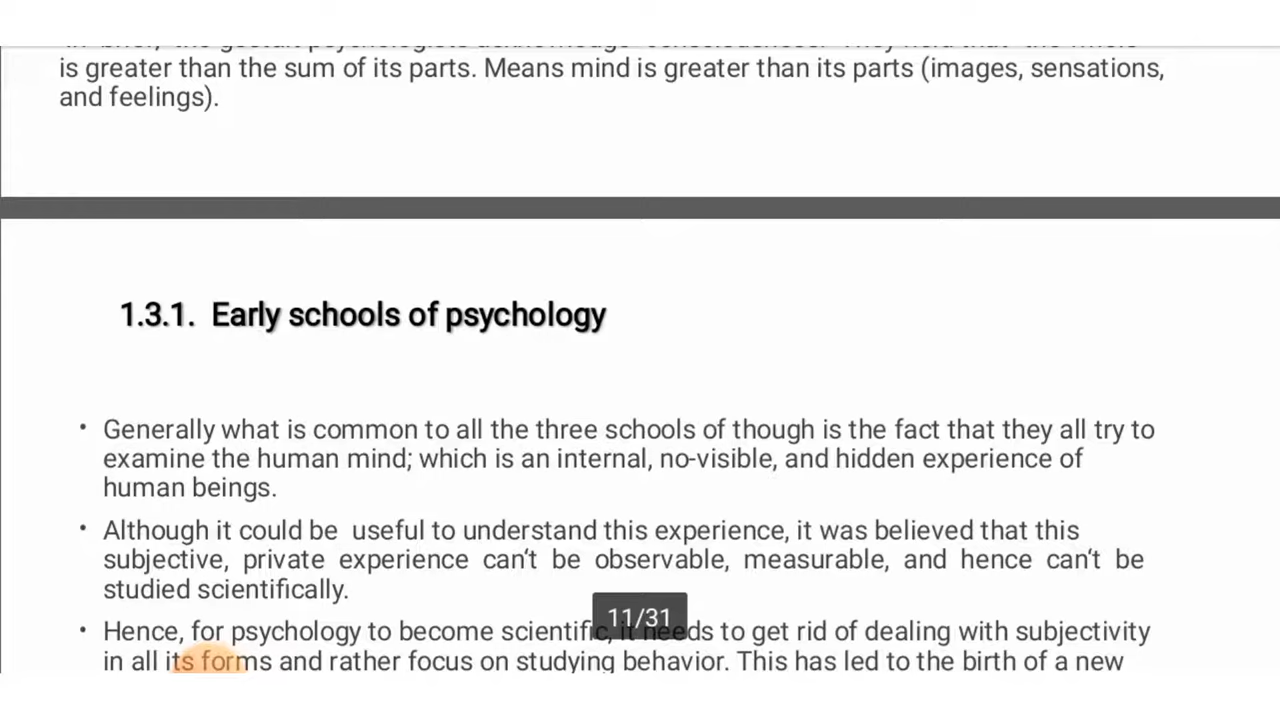 is greater than the sum of its parts. Means mind is greater than its parts (images, sensations,
and feelings).
1.3.1. Early schools of psychology
• Generally what is common to all the three schools of though is the fact that they all try to
examine the human mind; which is an internal, no-visible, and hidden experience of
human beings.
• Although it could be useful to understand this experience, it was believed that this
subjective, private experience can‘t be observable, measurable, and hence can‘t be
studied scientifically.
• Hence, for psychology to become scientific, it needs to get rid of dealing with subjectivity
11/31
in all its forms and rather focus on studying behavior. This has led to the birth of a new